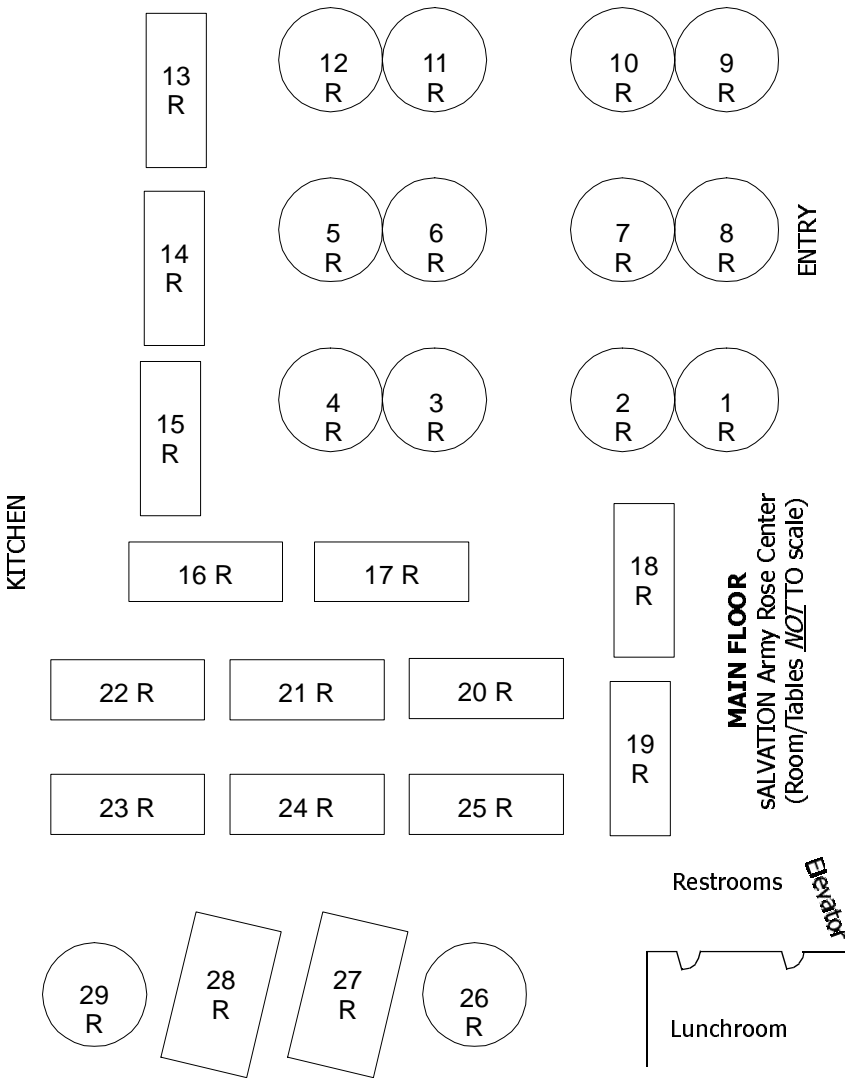 13
R
12
R
11
R
10
R
9
R
14
R
5
R
6
R
7
R
8
R
ENTRY
15
R
4
R
3
R
2
R
1
R
KITCHEN
16 R
17 R
18
R
MAIN FLOOR
sALVATION Army Rose Center
(Room/Tables NOT TO scale)
22 R
21 R
20 R
19
R
23 R
24 R
25 R
Restrooms
Elevator
29
R
28
R
27
R
26
R
Lunchroom